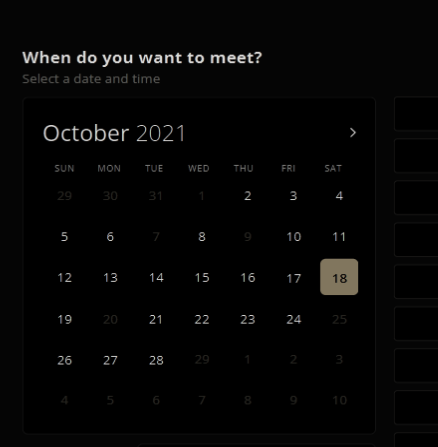 When do you want to meet?
Select a date and time
October 2021
SUN MON TUE WED THU FRI SAT
29 30 31 1 2 3 4
5 6 7 8 9 10 11
12 13 14 15 16 17 18
19 20 21 22 23 24 25
26 27 28 29 1 2 3
4 5 6 7 8 9 10